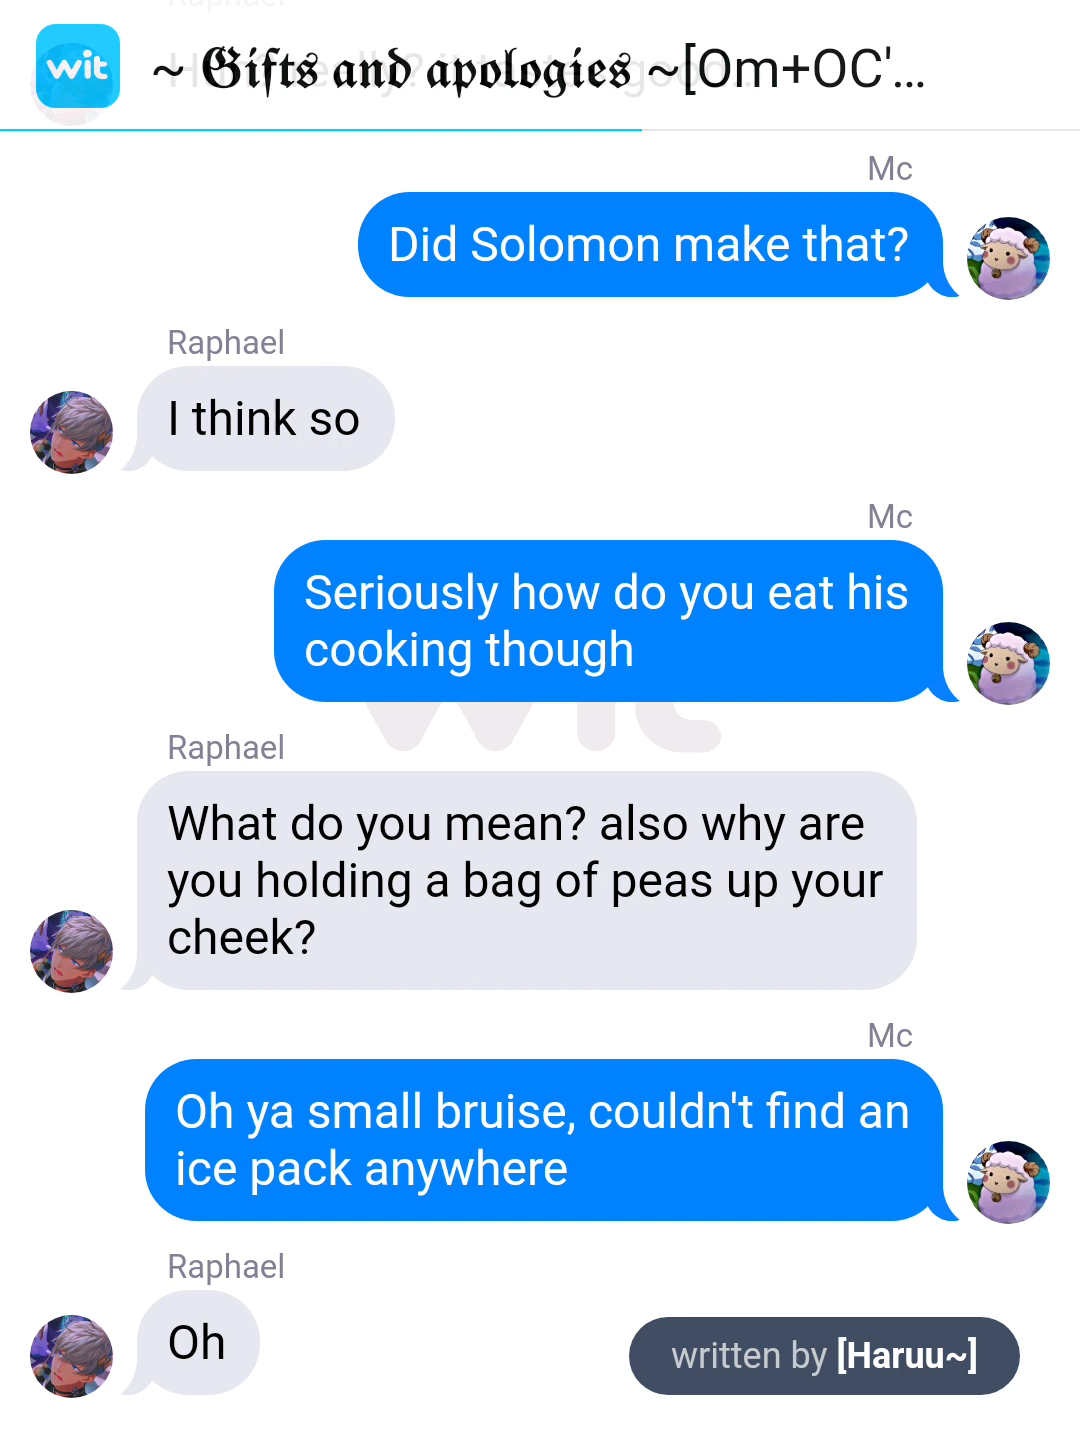 wit
~ 𝕲𝖎𝖋𝖙𝖘 𝖆𝖓𝖉 𝖆𝖕𝖔𝖑𝖔𝖌𝖎𝖊𝖘 ~[Om+OC'...
Mc
Did Solomon make that?
Raphael
I think so
Mc
Seriously how do you eat his
cooking though
wit
Raphael
What do you mean? also why are
you holding a bag of peas up your
cheek?
Mc
Oh ya small bruise, couldn't find an
ice pack anywhere
Raphael
Oh
written by [Haruu~]